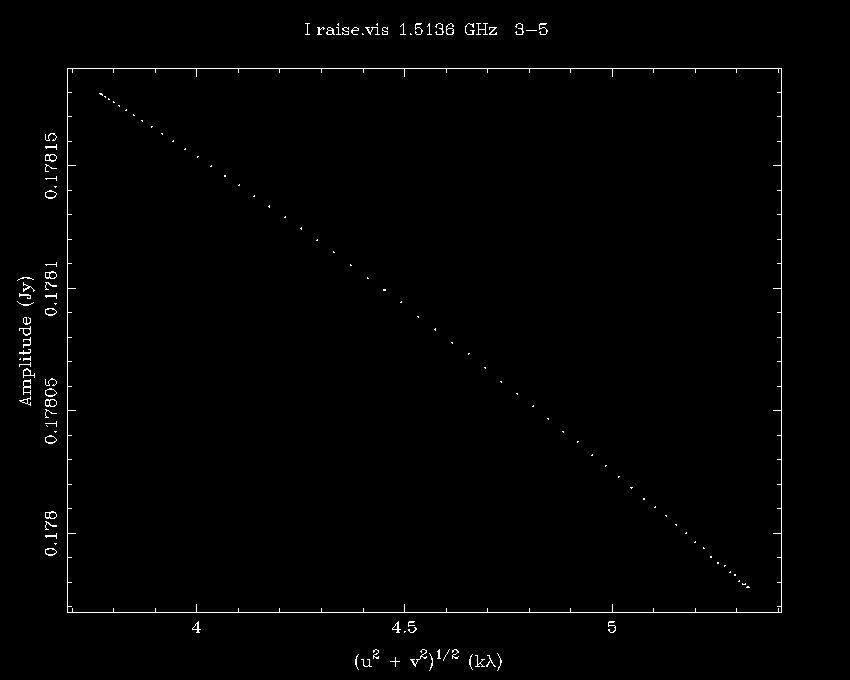 I raise.vis 1.5136 GHz 3−5
0.17815
0.1781
0.17805
0.178
Amplitude (Jy)
4 4.5 5
(u² + v²)¹/² (kλ)